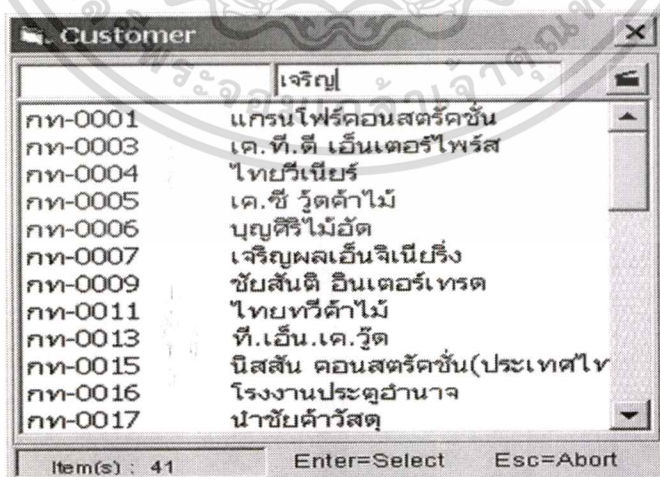 Customer
เจริญ
กท-0001 แกรนโฟร์คอนสตรัคชั่น
กท-0003 เค.ที.ดี เอ็นเตอร์ไพร์ส
กท-0004 ไทยวีเนียร์
กท-0005 เค.ซี วู้ดค้าไม้
กท-0006 บุญศิริไม้อัด
กท-0007 เจริญผลเอ็นจิเนียริ่ง
กท-0009 ชัยสันติ อินเตอร์เทรด
กท-0011 ไทยทวีค้าไม้
กท-0013 ที.เอ็น.เค.วู๊ด
กท-0015 นิสสัน คอนสตรัคชั่น(ประเทศไท
กท-0016 โรงงานประตูอำนาจ
กท-0017 นำชัยค้าวัสดุ
Item(s) : 41 Enter=Select Esc=Abort